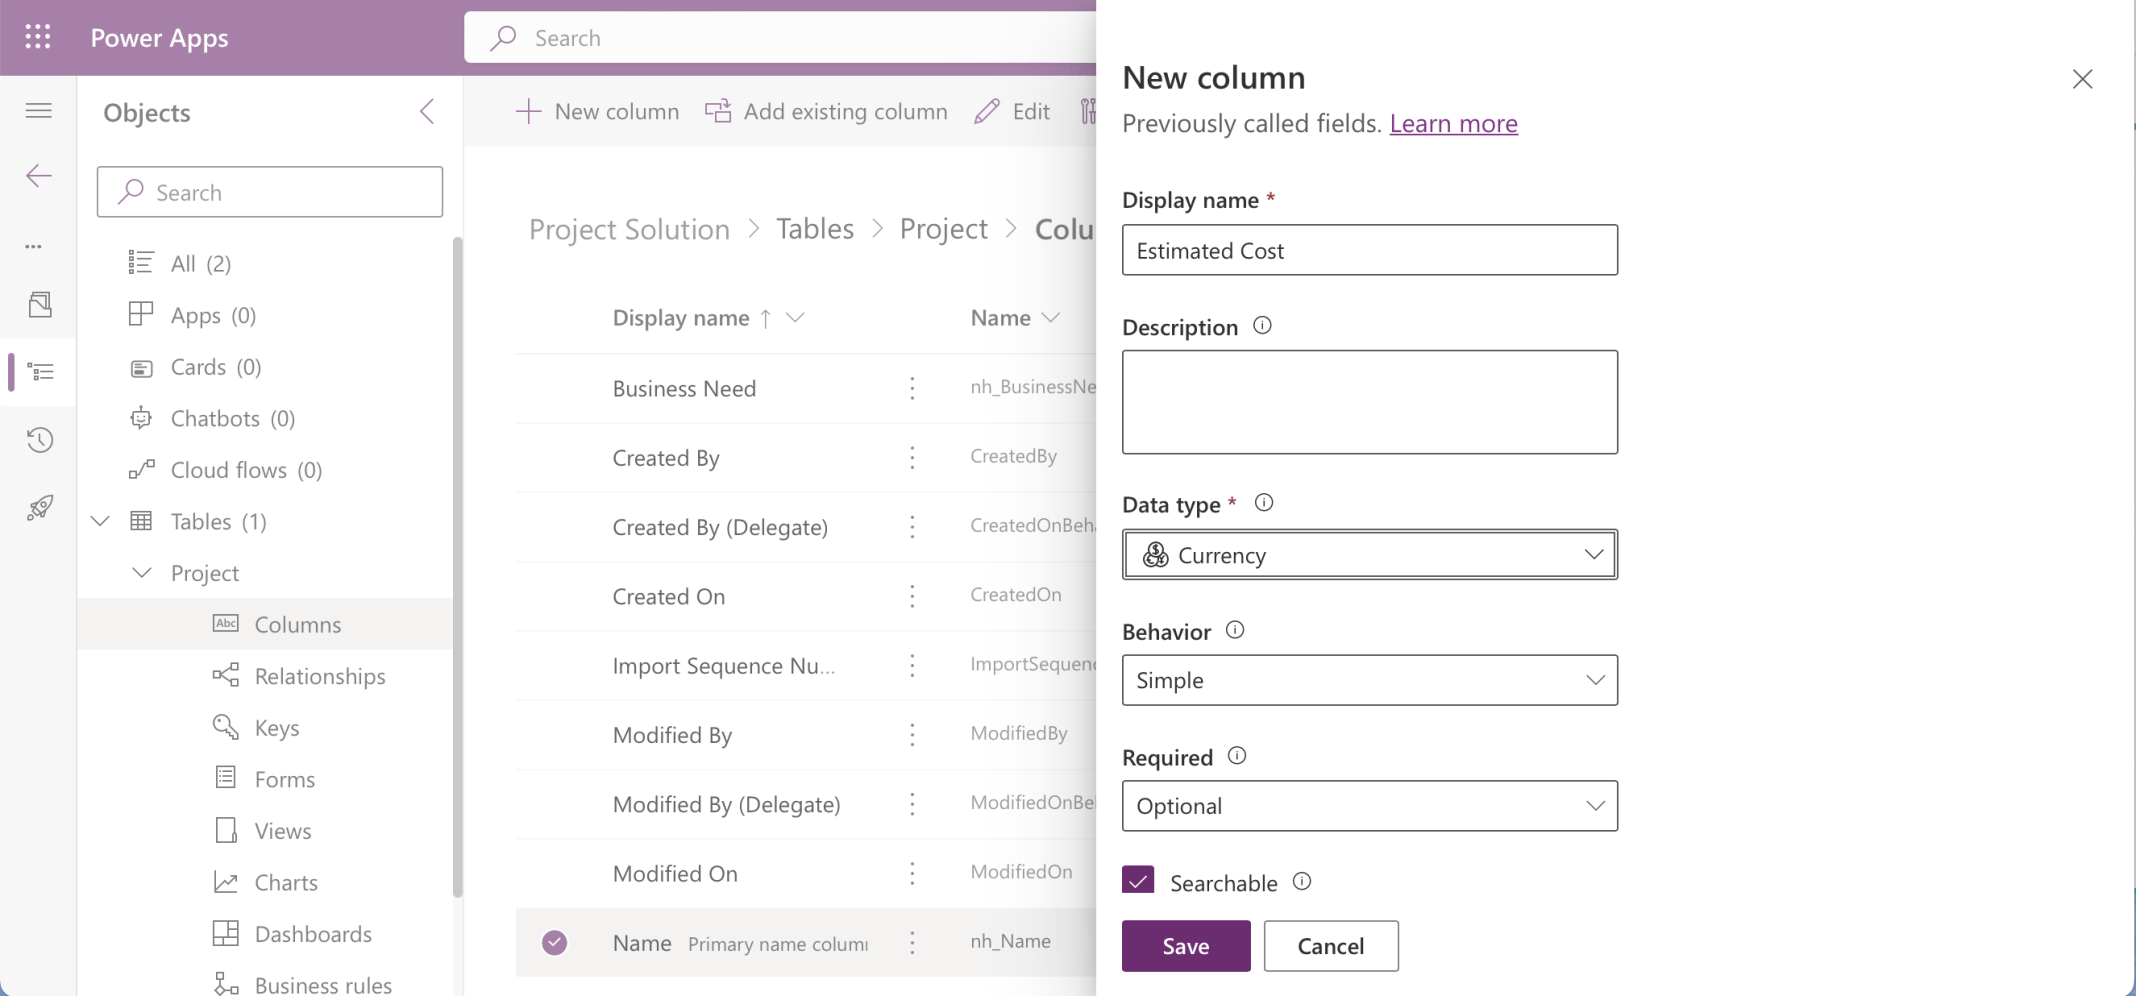 Power Apps
Search
Objects
Search
All (2)
Apps (0)
Cards (0)
Chatbots (0)
Cloud flows (0)
Tables (1)
Project
Abc Columns
Relationships
Keys
Forms
Views
Charts
Dashboards
Business rules
New column Add existing column Edit
Project Solution > Tables > Project > Colu
Display name ↑ Name
Business Need nh_BusinessNe
Created By CreatedBy
Created By (Delegate) CreatedOnBeha
Created On CreatedOn
Import Sequence Nu... ImportSequenc
Modified By ModifiedBy
Modified By (Delegate) ModifiedOnBel
Modified On ModifiedOn
Name Primary name colum nh_Name
New column
Previously called fields. Learn more
Display name *
Estimated Cost
Description
Data type *
Currency
Behavior
Simple
Required
Optional
Searchable
Save Cancel